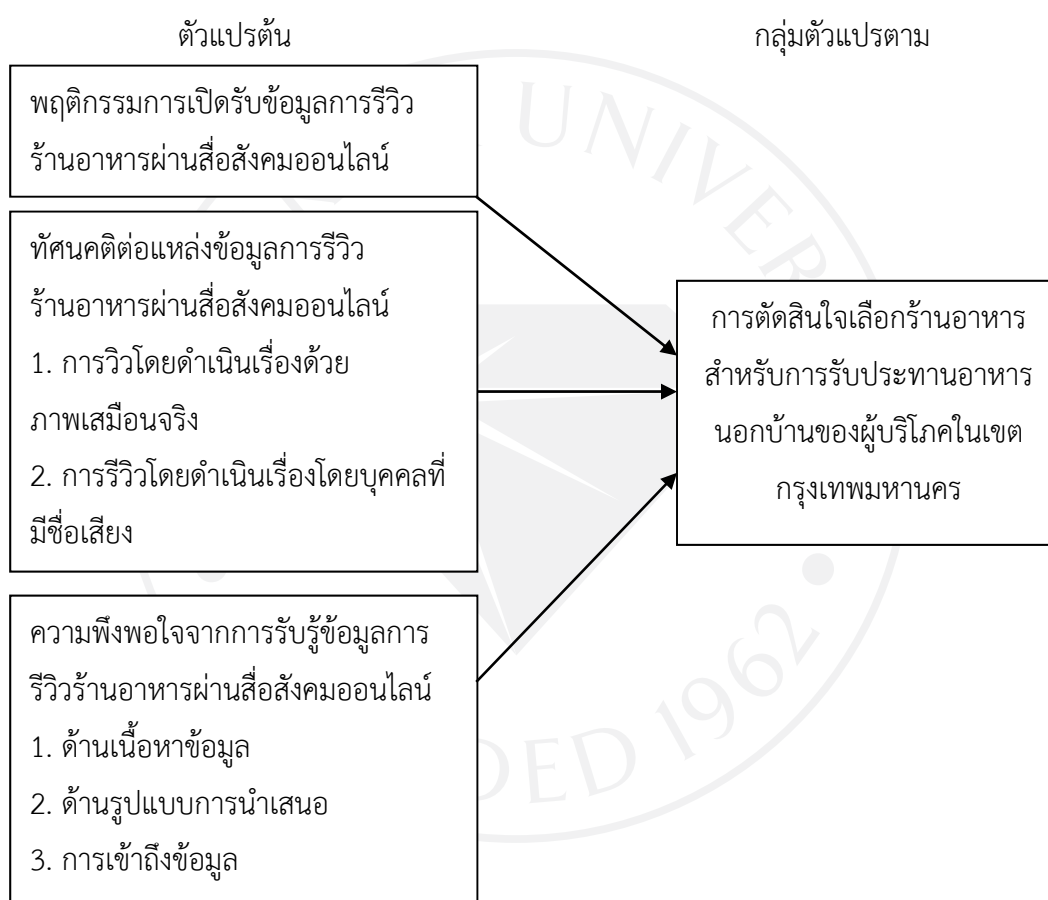 ตัวแปรต้น
กลุ่มตัวแปรตาม
พฤติกรรมการเปิดรับข้อมูลการรีวิว
ร้านอาหารผ่านสื่อสังคมออนไลน์
ทัศนคติต่อแหล่งข้อมูลการรีวิว
ร้านอาหารผ่านสื่อสังคมออนไลน์
1. การวิวโดยดำเนินเรื่องด้วย
ภาพเสมือนจริง
2. การรีวิวโดยดำเนินเรื่องโดยบุคคลที่
มีชื่อเสียง
ความพึงพอใจจากการรับรู้ข้อมูลการ
รีวิวร้านอาหารผ่านสื่อสังคมออนไลน์
1. ด้านเนื้อหาข้อมูล
2. ด้านรูปแบบการนำเสนอ
3. การเข้าถึงข้อมูล
การตัดสินใจเลือกร้านอาหาร
สำหรับการรับประทานอาหาร
นอกบ้านของผู้บริโภคในเขต
กรุงเทพมหานคร
UNIVER
DED 1962